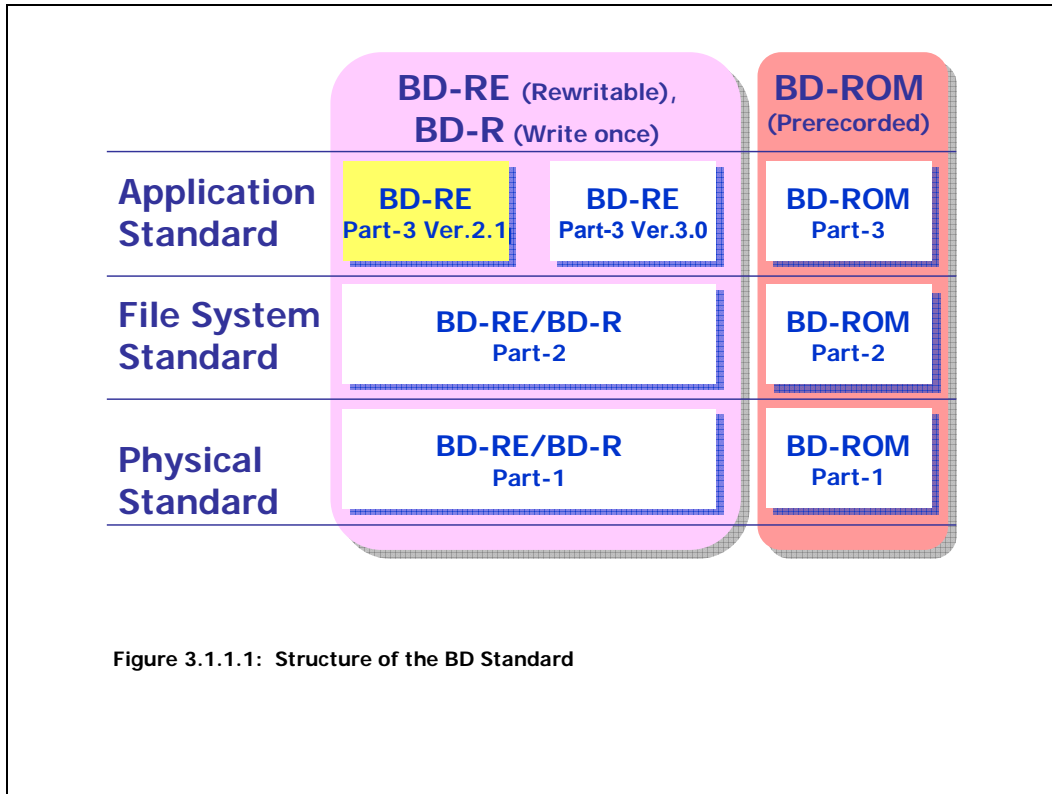 BD-RE (Rewritable),
BD-R (Write once)
BD-ROM
(Prerecorded)
Application
Standard
BD-RE
Part-3 Ver.2.1
BD-RE
Part-3 Ver.3.0
BD-ROM
Part-3
File System
Standard
BD-RE/BD-R
Part-2
BD-ROM
Part-2
Physical
Standard
BD-RE/BD-R
Part-1
BD-ROM
Part-1
Figure 3.1.1.1: Structure of the BD Standard